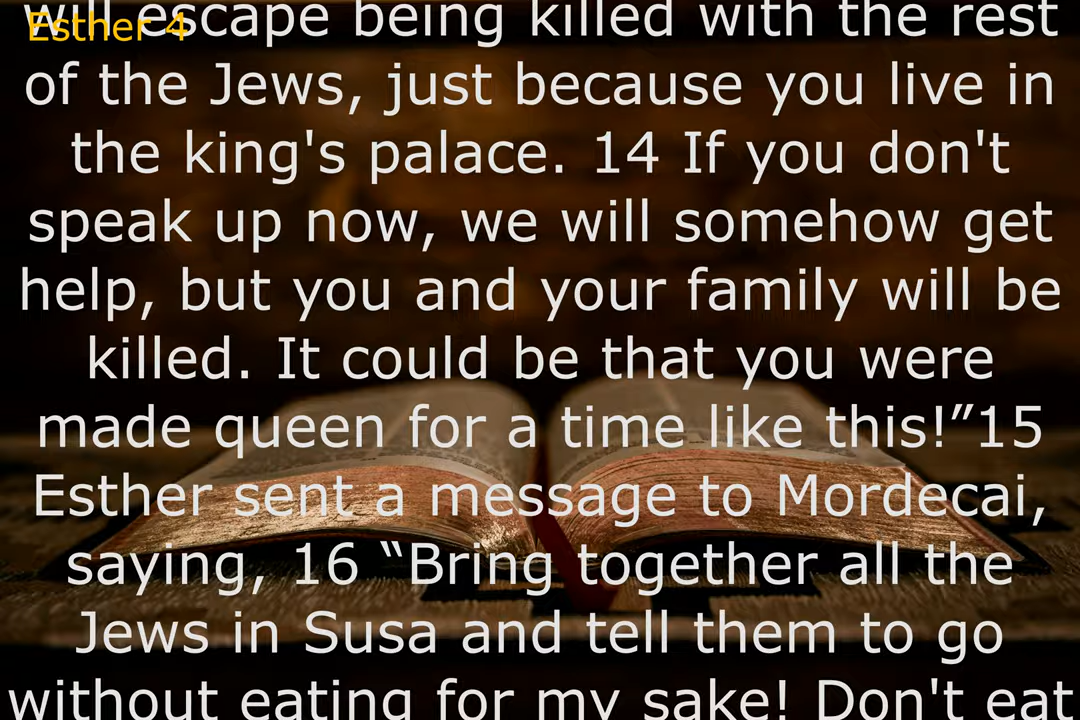 Esther 4
will escape being killed with the rest
of the Jews, just because you live in
the king's palace. 14 If you don't
speak up now, we will somehow get
help, but you and your family will be
killed. It could be that you were
made queen for a time like this!”15
Esther sent a message to Mordecai,
saying, 16 “Bring together all the
Jews in Susa and tell them to go
without eating for my sake! Don't eat